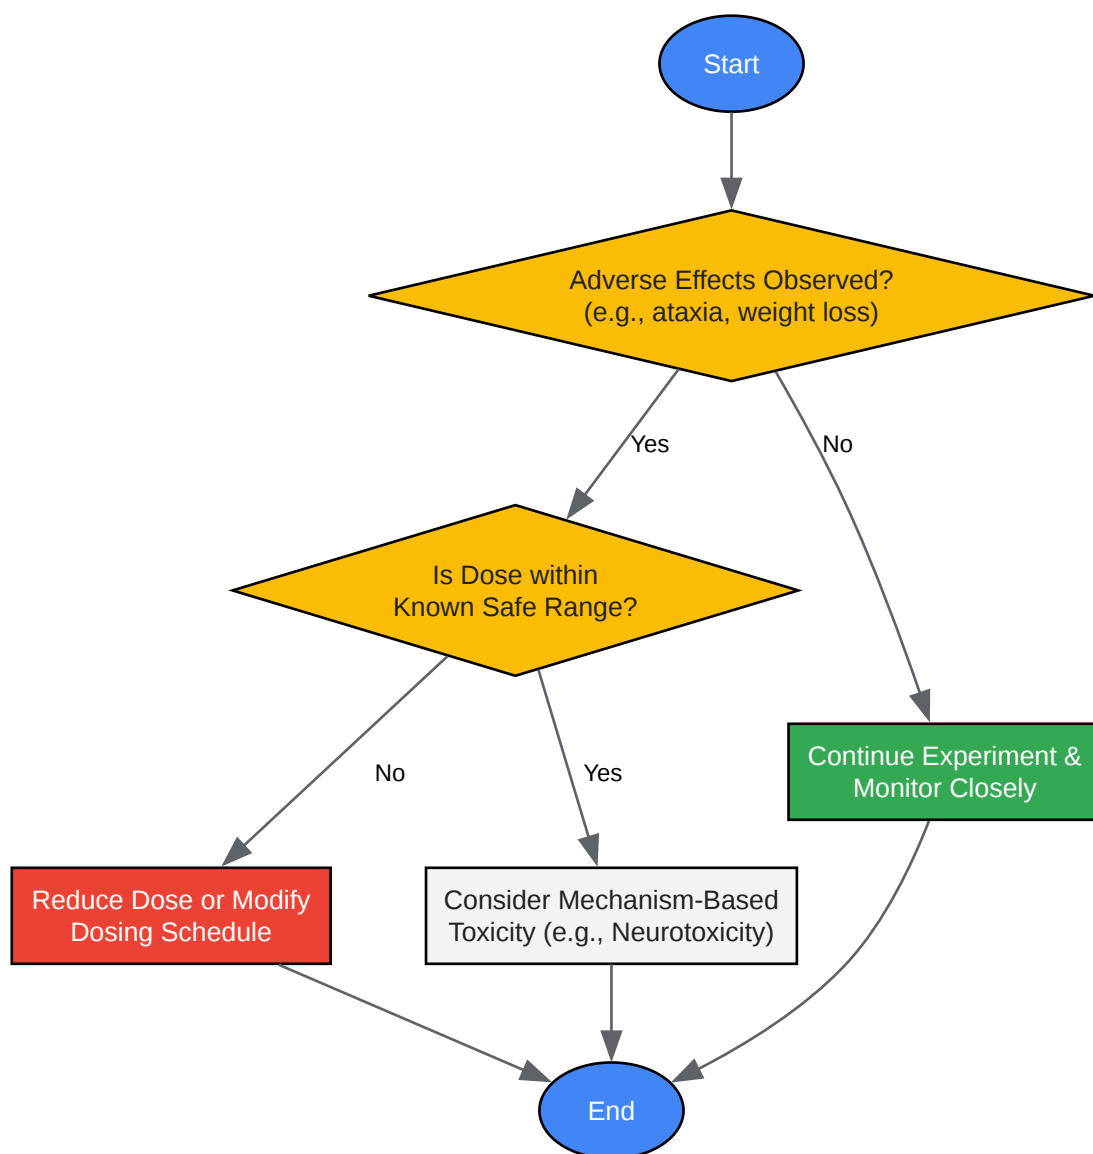 Start
Adverse Effects Observed?
(e.g., ataxia, weight loss)
Yes
No
Is Dose within
Known Safe Range?
No
Yes
Continue Experiment &
Monitor Closely
Reduce Dose or Modify
Dosing Schedule
Consider Mechanism-Based
Toxicity (e.g., Neurotoxicity)
End